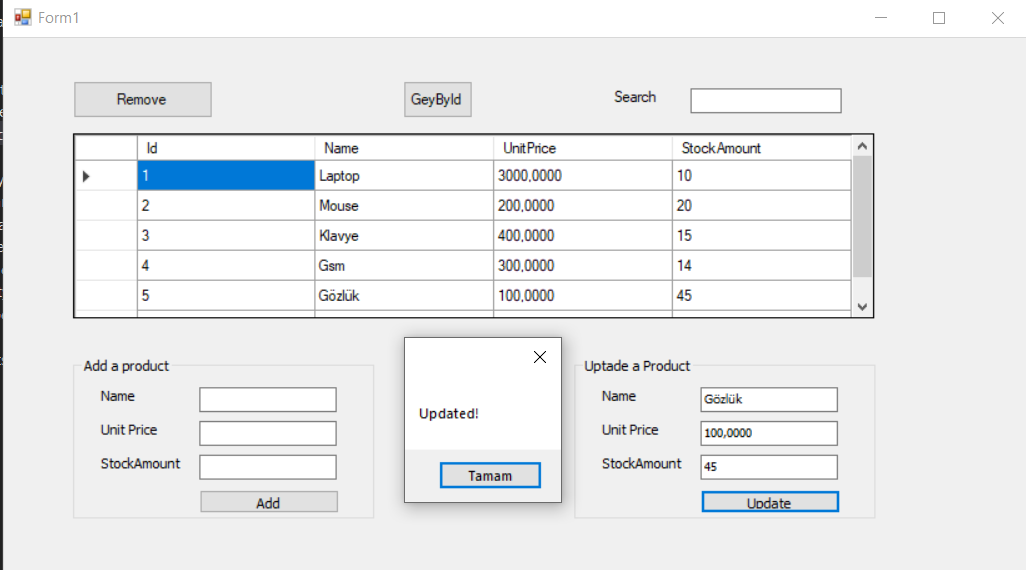 Form1
Remove GeyById Search
Id Name UnitPrice StockAmount
1 Laptop 3000,0000 10
2 Mouse 200,0000 20
3 Klavye 400,0000 15
4 Gsm 300,0000 14
5 Gözlük 100,0000 45
Add a product
Name
Unit Price
StockAmount
Add
Updated!
Tamam
Uptade a Product
Name Gözlük
Unit Price 100,0000
StockAmount 45
Update